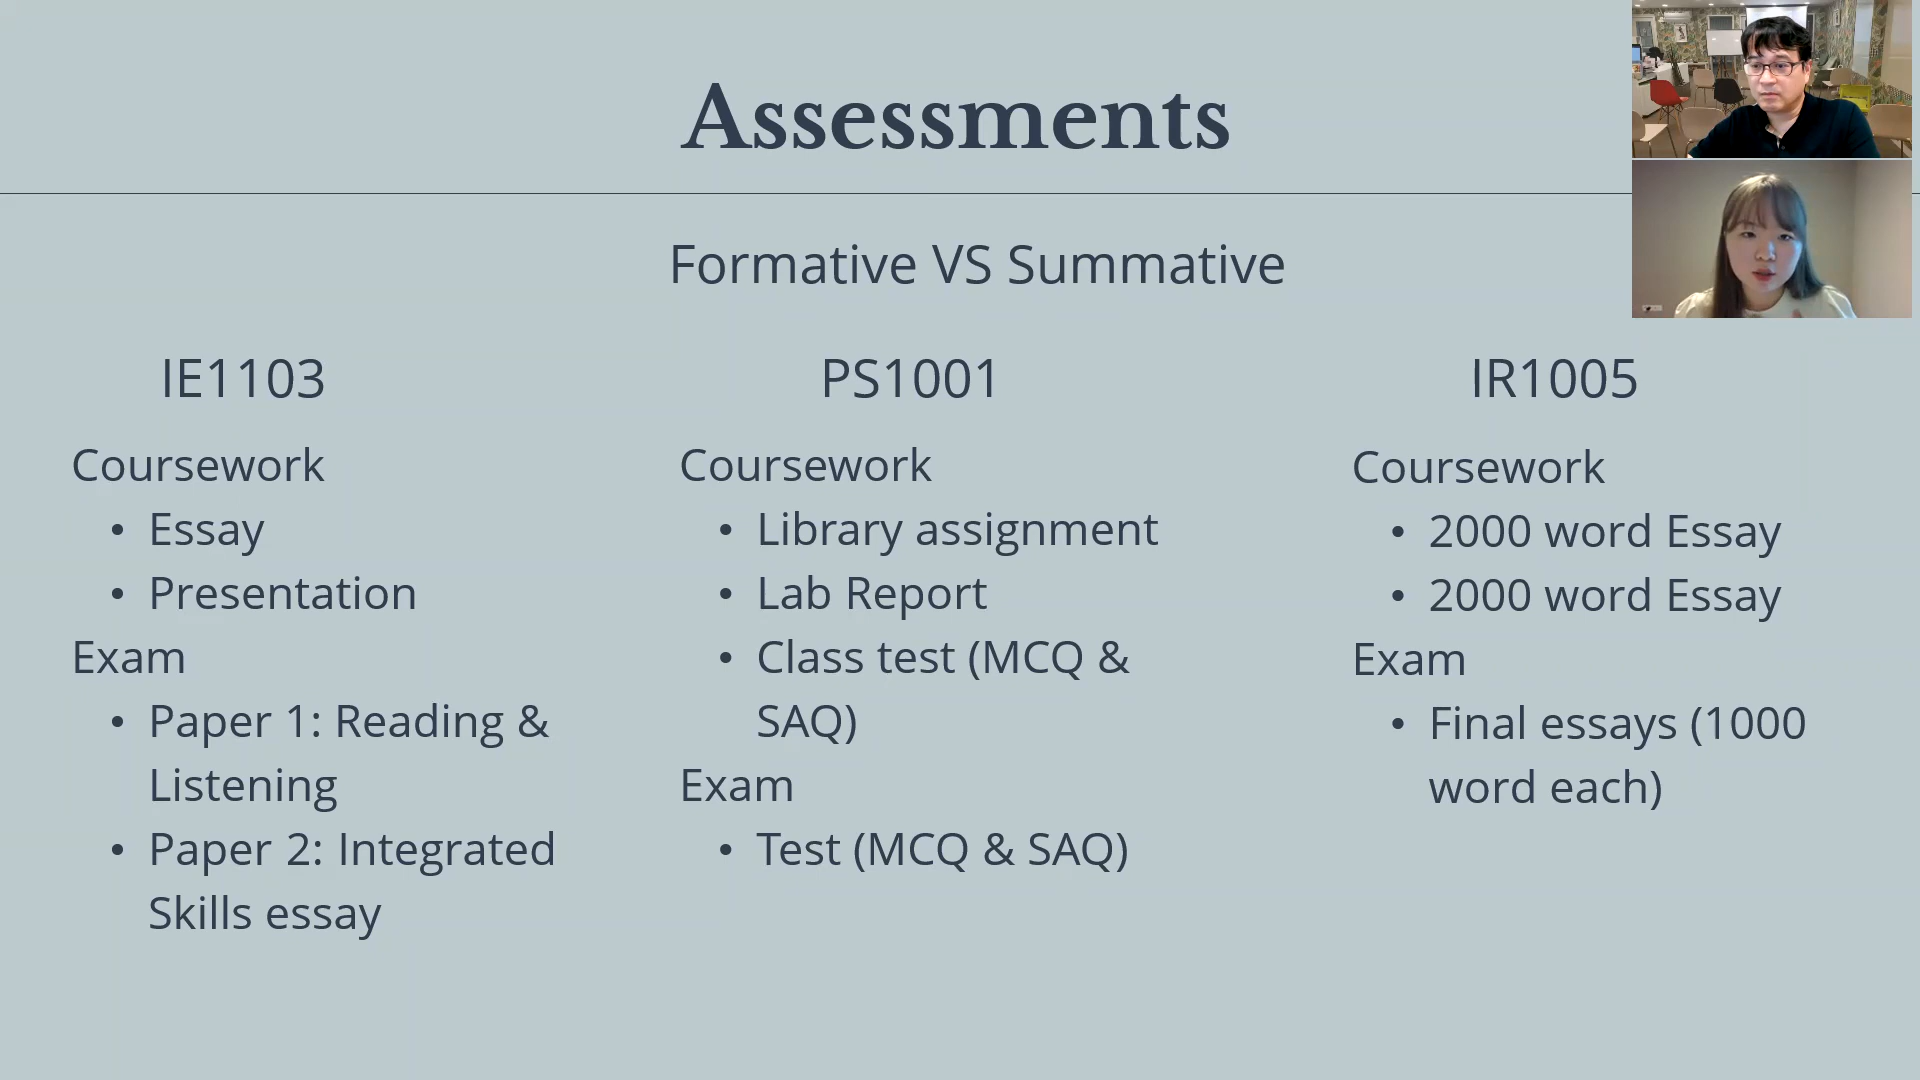 Assessments
Formative VS Summative
IE1103
Coursework
• Essay
• Presentation
Exam
• Paper 1: Reading &
Listening
• Paper 2: Integrated
Skills essay
PS1001
Coursework
• Library assignment
• Lab Report
• Class test (MCQ &
SAQ)
Exam
• Test (MCQ & SAQ)
IR1005
Coursework
• 2000 word Essay
• 2000 word Essay
Exam
• Final essays (1000
word each)